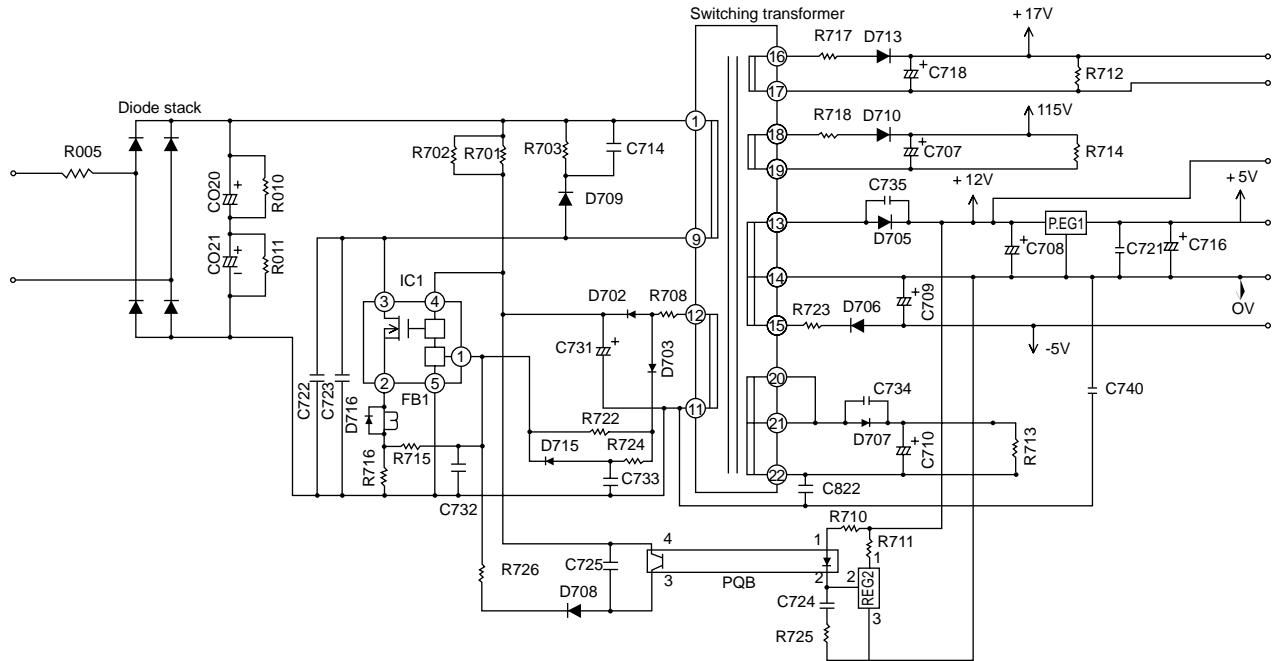 Switching transformer
+17V
R717
D713
16
C718
+
R712
17
Diode stack
1
115V
R718
D710
18
R702
R701
R703
C714
C707
+
R714
19
R005
C735
+12V
+5V
CO20
+
R010
D709
13
P.EG1
D705
C708
+
C721
C716
+
9
CO21
+
−
R011
IC1
14
C709
+
OV
D702
R708
R723
D706
3
4
12
15
-5V
C731
+
D703
1
20
C734
C740
2
5
FB1
11
C722
C723
D716
R722
21
D707
C710
+
R713
D715
R724
R715
R716
C733
22
C732
C822
R710
4
1
R711
R726
C725
1
3
PQB
2
2
REG2
D708
C724
3
R725